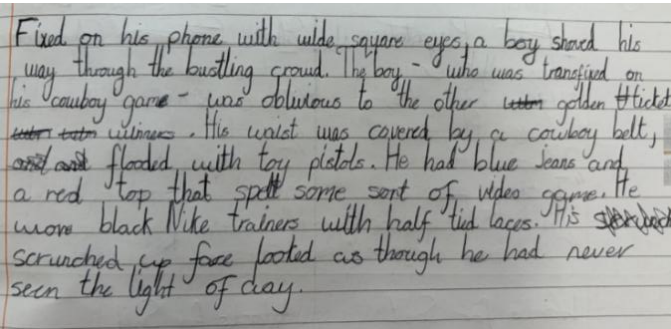 Fixed on his phone with wide square eyes, a boy shoved his
way through the bustling crowd. The boy - who was transfixed on
his cowboy game - was oblivious to the other golden ticket
winners. His waist was covered by a cowboy belt,
flooded with toy pistols. He had blue jeans and
a red top that spelt some sort of video game. He
wore black Nike trainers with half tied laces. His
scrunched up face looked as though he had never
seen the light of day.